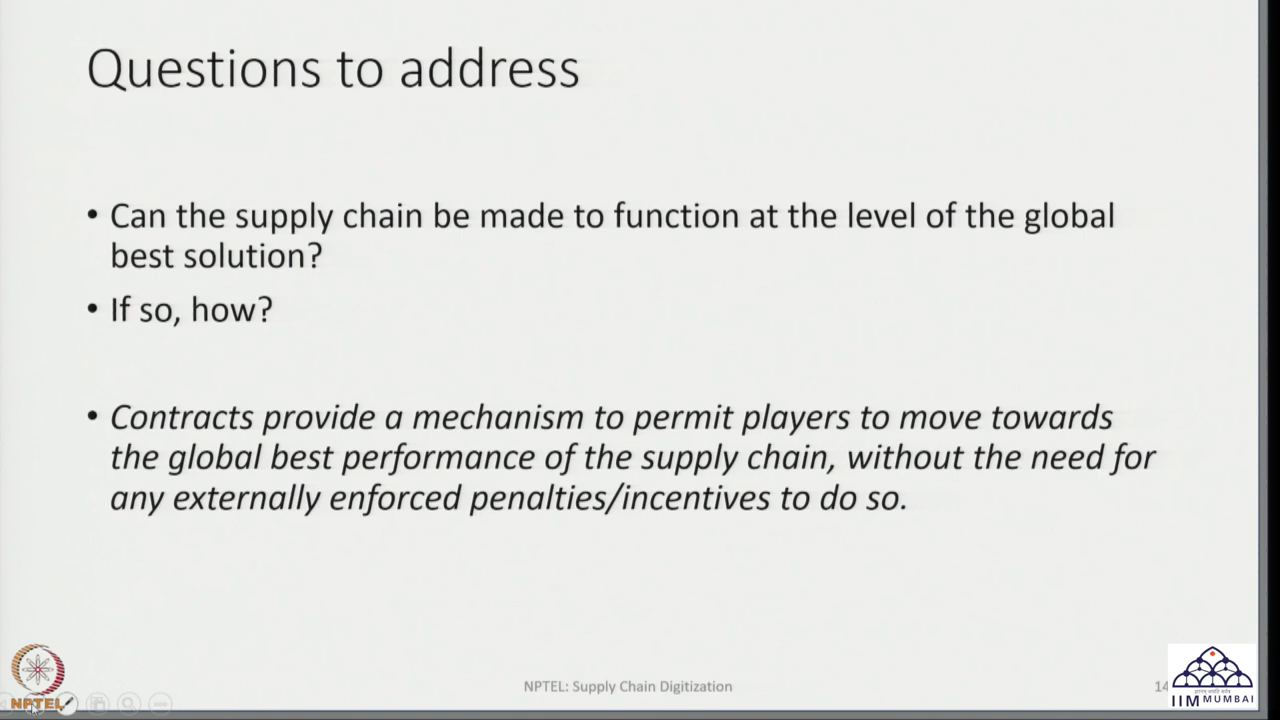 Questions to address
• Can the supply chain be made to function at the level of the global
best solution?
• If so, how?
• Contracts provide a mechanism to permit players to move towards
the global best performance of the supply chain, without the need for
any externally enforced penalties/incentives to do so.
NPTEL
NPTEL: Supply Chain Digitization
14
IIM MUMBAI